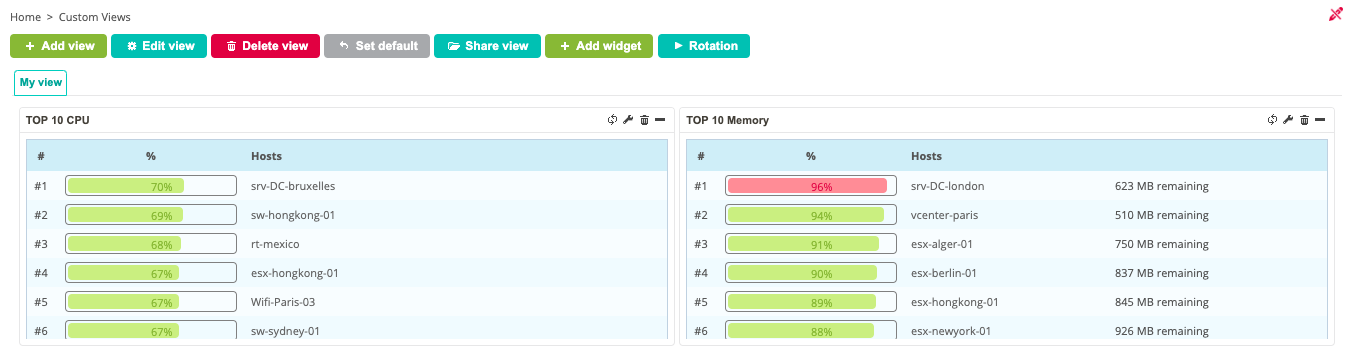 Home > Custom Views
Add view Edit view Delete view Set default Share view Add widget Rotation
My view
TOP 10 CPU
# % Hosts
#1 70% srv-DC-bruxelles
#2 69% sw-hongkong-01
#3 68% rt-mexico
#4 67% esx-hongkong-01
#5 67% Wifi-Paris-03
#6 67% sw-sydney-01
TOP 10 Memory
# % Hosts
#1 96% srv-DC-london 623 MB remaining
#2 94% vcenter-paris 510 MB remaining
#3 91% esx-alger-01 750 MB remaining
#4 90% esx-berlin-01 837 MB remaining
#5 89% esx-hongkong-01 845 MB remaining
#6 88% esx-newyork-01 926 MB remaining